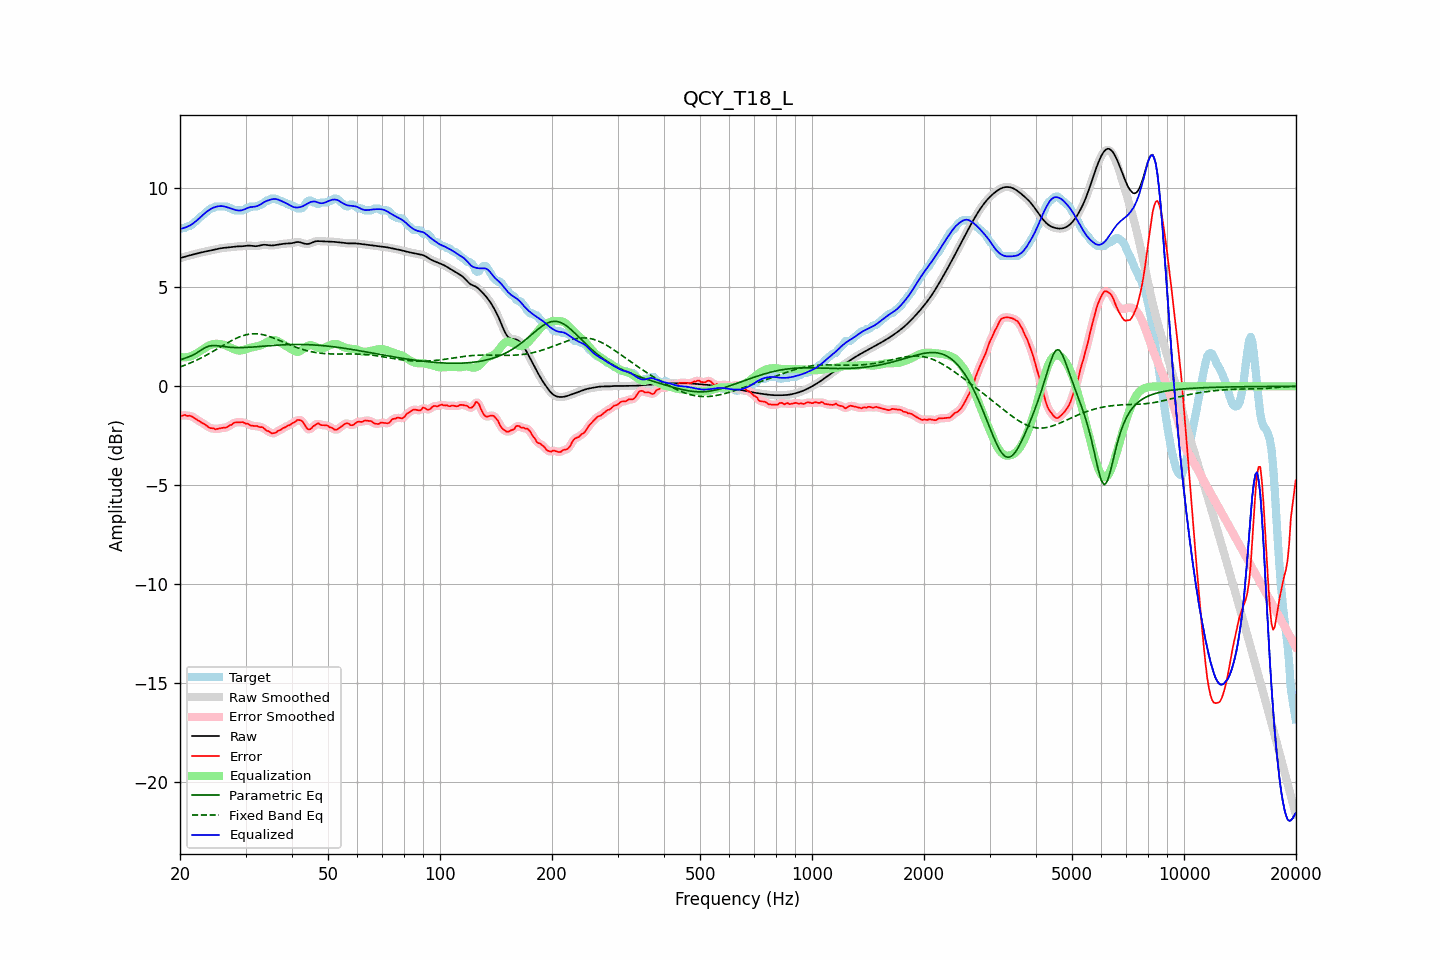 QCY_T18_L
Amplitude (dBr)
10
5
0
−5
−10
−15
−20
Target
Raw Smoothed
Error Smoothed
Raw
Error
Equalization
Parametric Eq
Fixed Band Eq
Equalized
20 50 100 200 500 1000 2000 5000 10000 20000
Frequency (Hz)